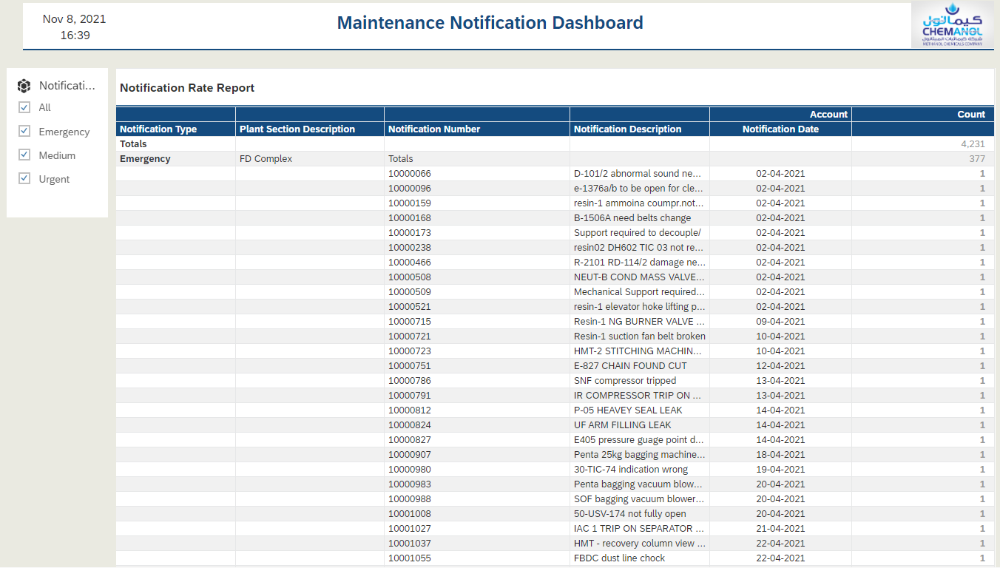 Nov 8, 2021
16:39
Maintenance Notification Dashboard
كيمانول
CHEMANOL
شركة كيمائيات الميثانول
METHANOL CHEMICALS COMPANY
Notificati...
All
Emergency
Medium
Urgent
Notification Rate Report
Account Count
Notification Type Plant Section Description Notification Number Notification Description Notification Date
Totals 4,231
Emergency FD Complex Totals 377
10000066 D-101/2 abnormal sound ne... 02-04-2021 1
10000096 e-1376a/b to be open for cle... 02-04-2021 1
10000159 resin-1 ammoina coumpr.not... 02-04-2021 1
10000168 B-1506A need belts change 02-04-2021 1
10000173 Support required to decouple/ 02-04-2021 1
10000238 resin02 DH602 TIC 03 not re... 02-04-2021 1
10000466 R-2101 RD-114/2 damage ne... 02-04-2021 1
10000508 NEUT-B COND MASS VALVE... 02-04-2021 1
10000509 Mechanical Support required... 02-04-2021 1
10000521 resin-1 elevator hoke lifting p... 02-04-2021 1
10000715 Resin-1 NG BURNER VALVE ... 09-04-2021 1
10000721 Resin-1 suction fan belt broken 10-04-2021 1
10000723 HMT-2 STITCHING MACHIN... 10-04-2021 1
10000751 E-827 CHAIN FOUND CUT 12-04-2021 1
10000786 SNF compressor tripped 13-04-2021 1
10000791 IR COMPRESSOR TRIP ON ... 13-04-2021 1
10000812 P-05 HEAVEY SEAL LEAK 14-04-2021 1
10000824 UF ARM FILLING LEAK 14-04-2021 1
10000827 E405 pressure guage point d... 14-04-2021 1
10000907 Penta 25kg bagging machine... 18-04-2021 1
10000980 30-TIC-74 indication wrong 19-04-2021 1
10000983 Penta bagging vacuum blow... 20-04-2021 1
10000988 SOF bagging vacuum blower... 20-04-2021 1
10001008 50-USV-174 not fully open 20-04-2021 1
10001027 IAC 1 TRIP ON SEPARATOR ... 21-04-2021 1
10001037 HMT - recovery column view ... 22-04-2021 1
10001055 FBDC dust line chock 22-04-2021 1